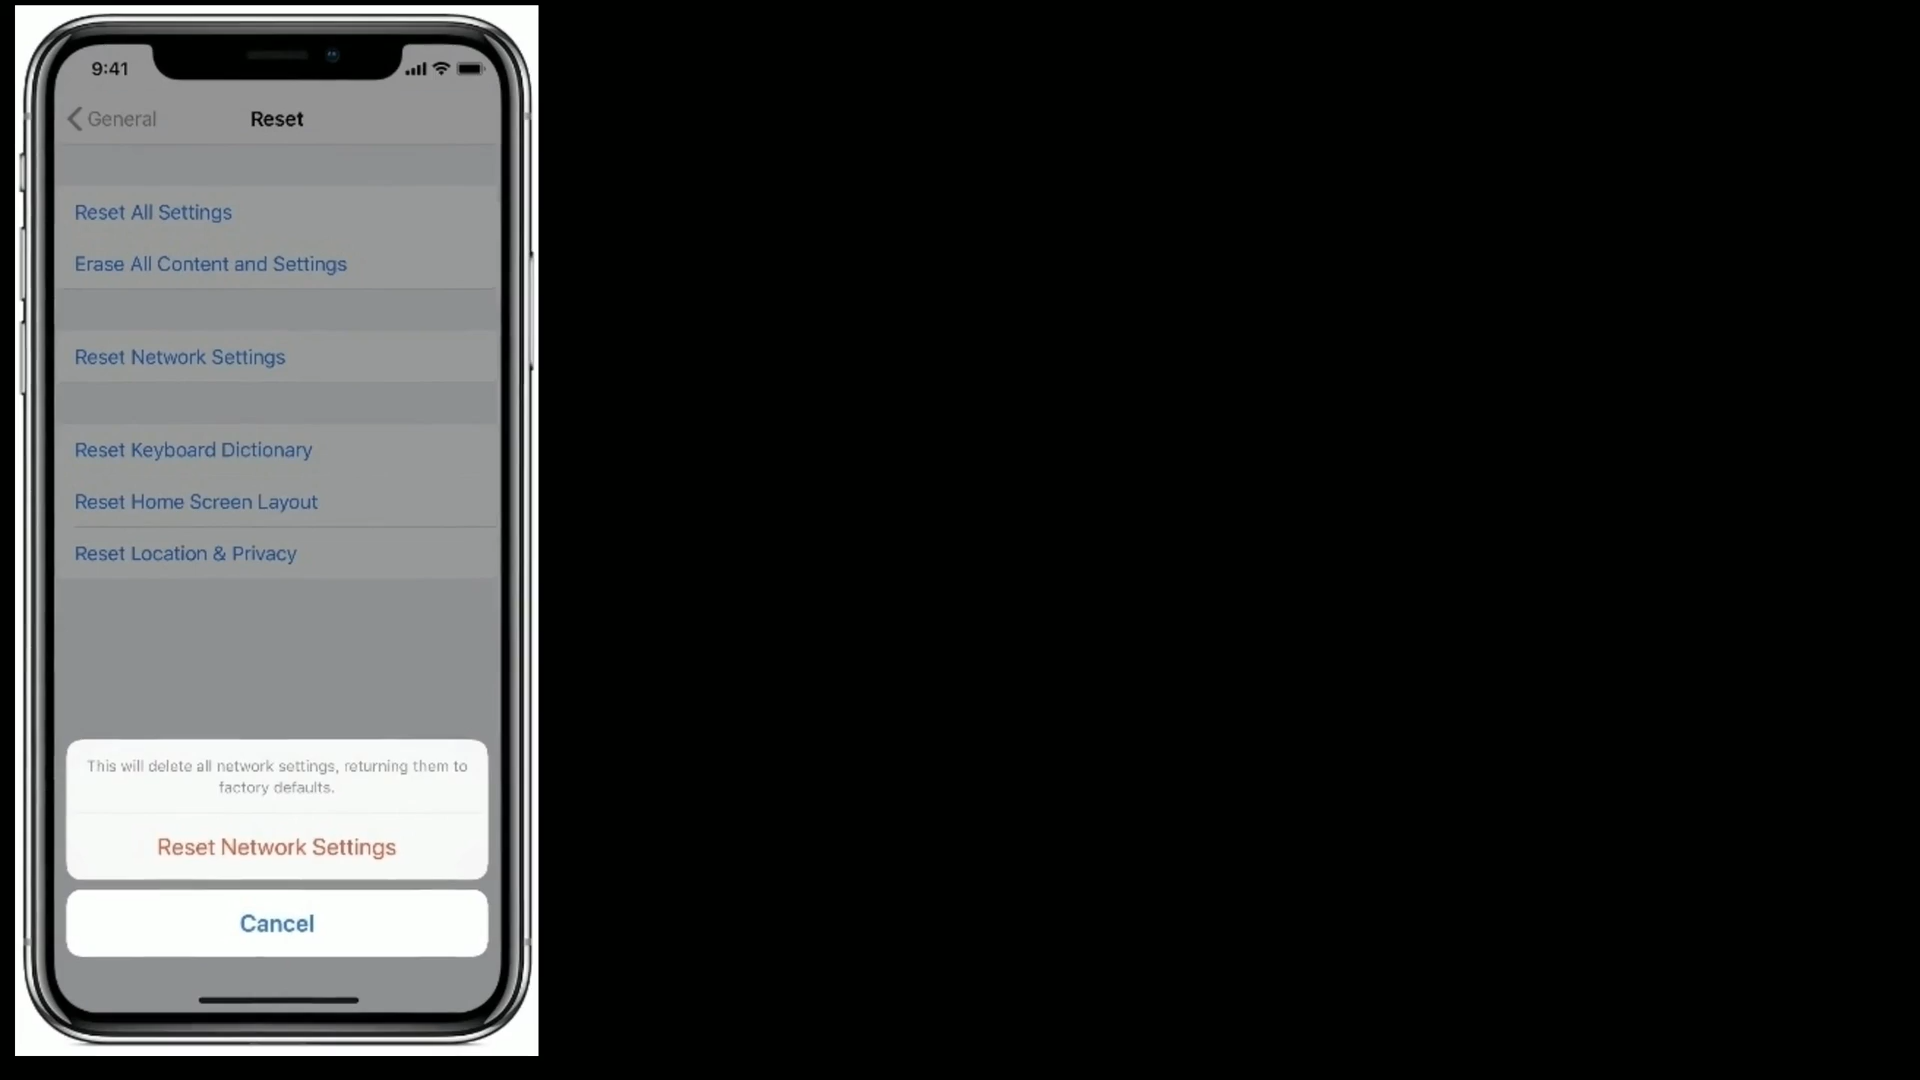 9:41
General
Reset
Reset All Settings
Erase All Content and Settings
Reset Network Settings
Reset Keyboard Dictionary
Reset Home Screen Layout
Reset Location & Privacy
This will delete all network settings, returning them to
factory defaults.
Reset Network Settings
Cancel